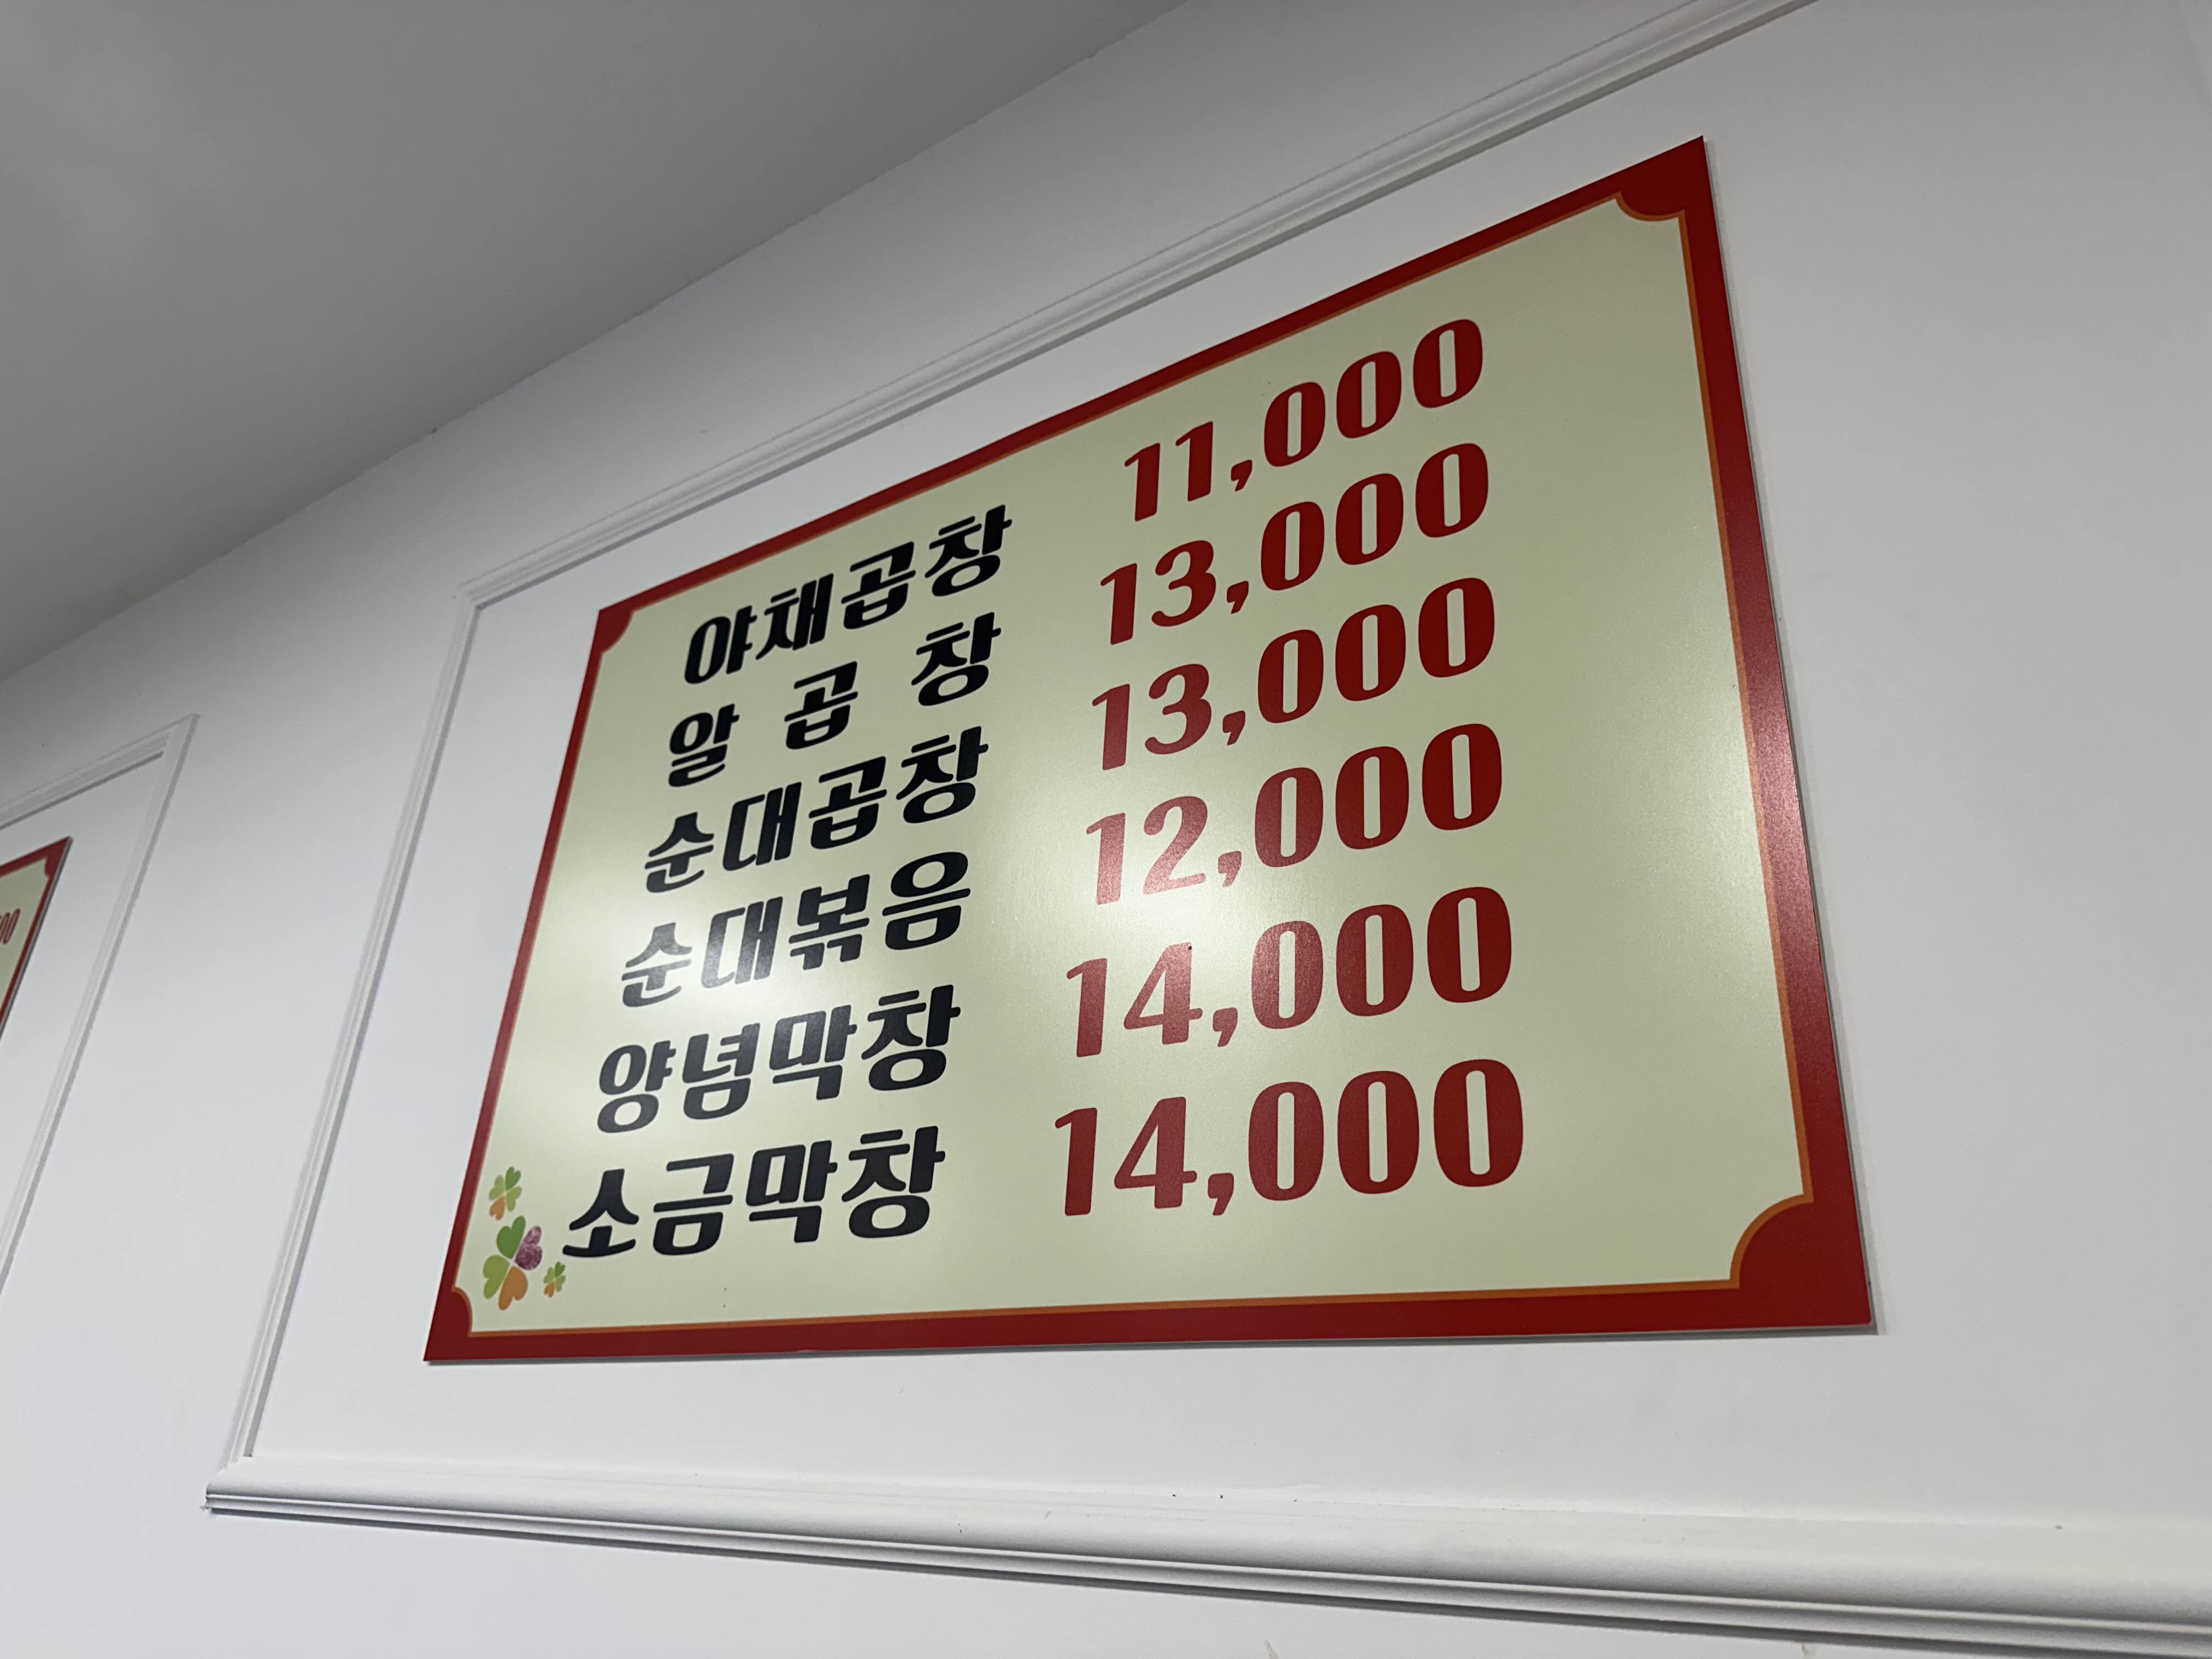 야채곱창 11,000
알 곱 창 13,000
순대곱창 13,000
순대볶음 12,000
양념막창 14,000
소금막창 14,000